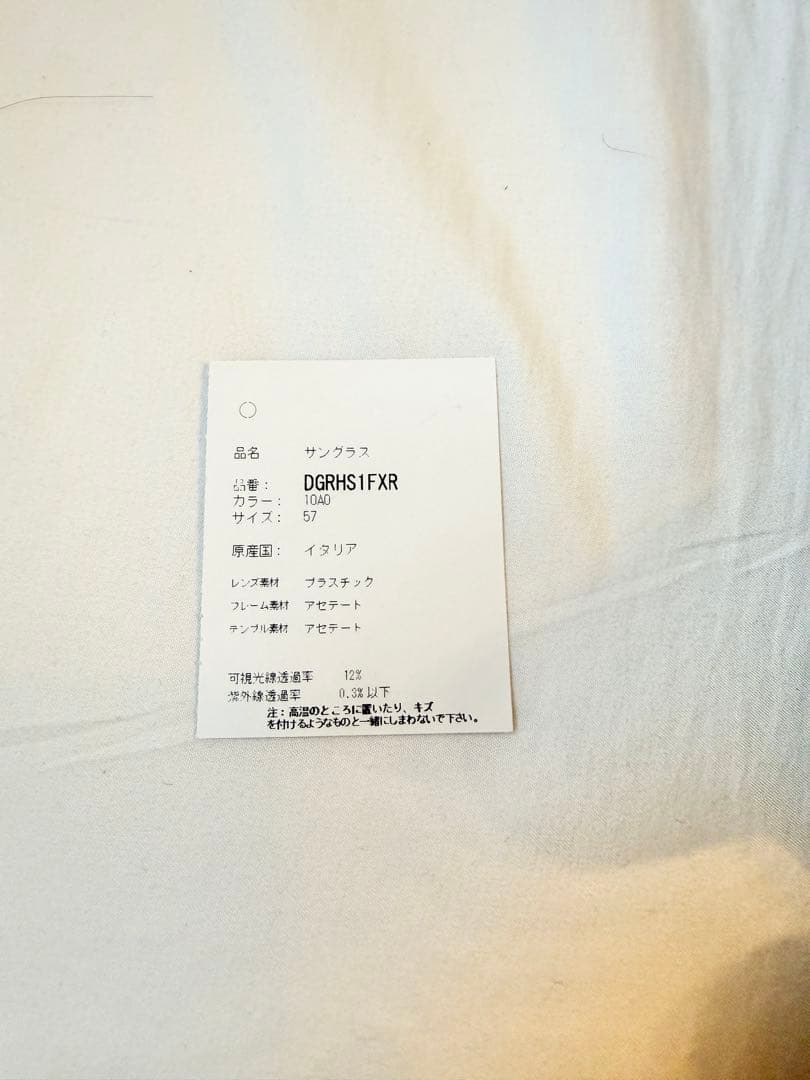 品名 サングラス
品番： DGRHS1FXR
カラー： 10A0
サイズ： 57
原産国： イタリア
レンズ素材 プラスチック
フレーム素材 アセテート
テンプル素材 アセテート
可視光線透過率 12%
紫外線透過率 0.3%以下
注：高温のところに置いたり、キズ
を付けるようなものと一緒にしまわないで下さい。